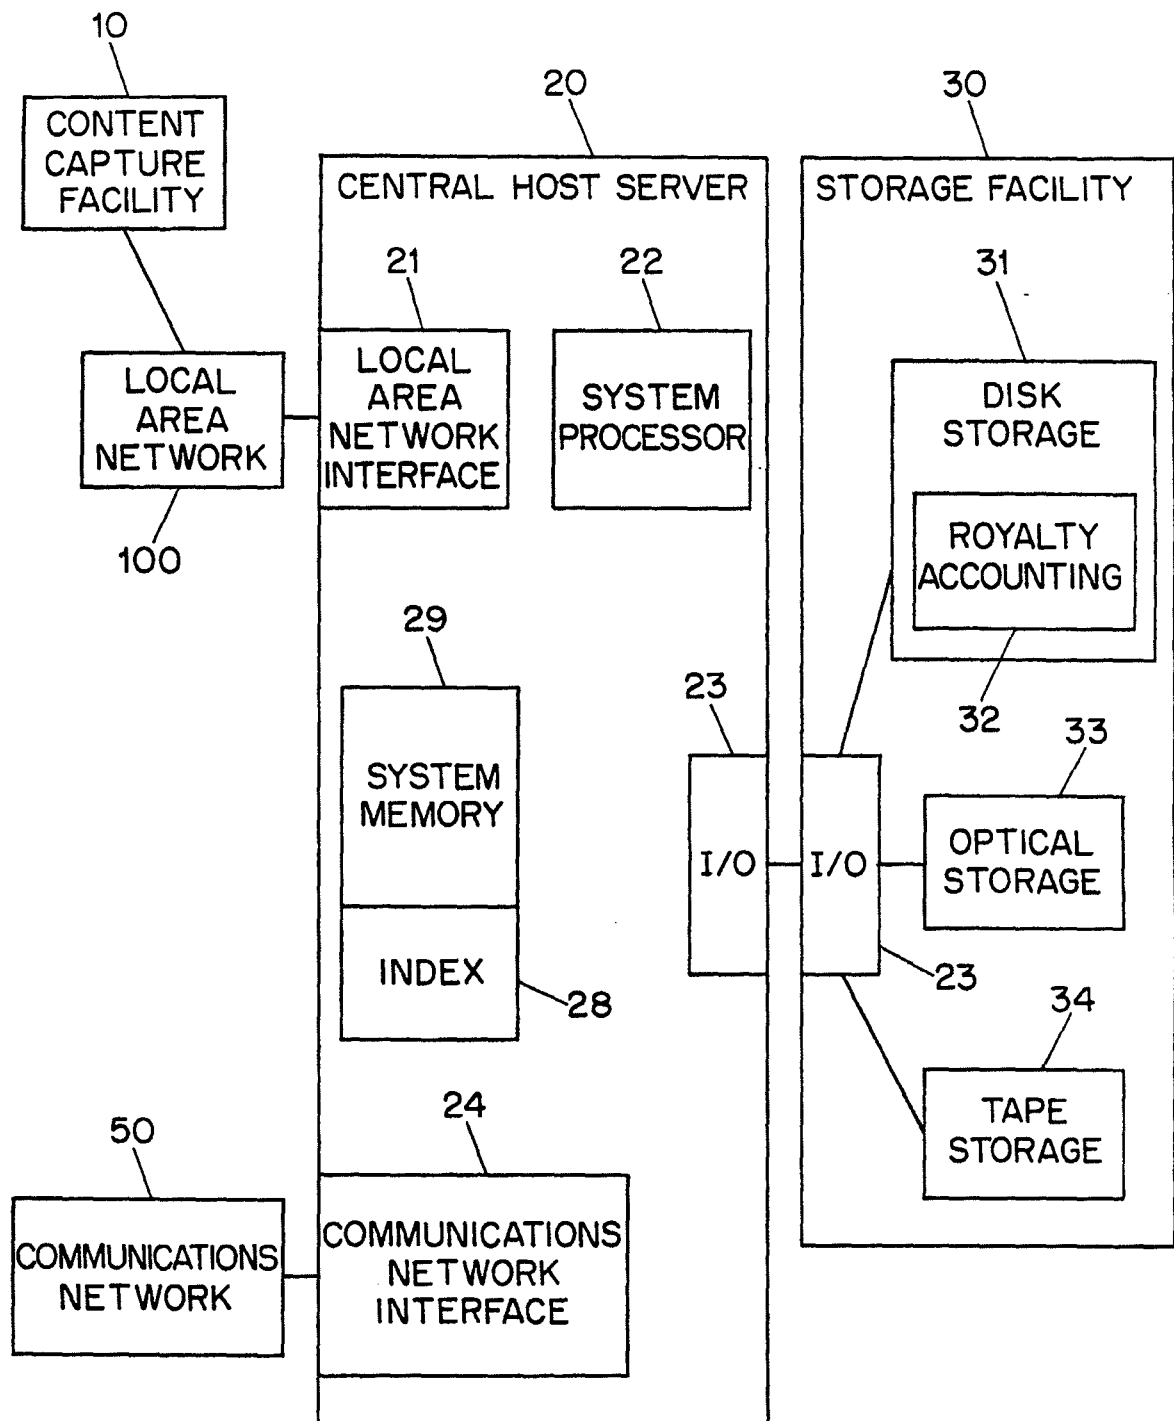 10
CONTENT
CAPTURE
FACILITY
20
CENTRAL HOST SERVER
30
STORAGE FACILITY
21
LOCAL
AREA
NETWORK
INTERFACE
22
SYSTEM
PROCESSOR
31
DISK
STORAGE
ROYALTY
ACCOUNTING
32
LOCAL
AREA
NETWORK
100
29
SYSTEM
MEMORY
INDEX
28
23
I/O
I/O
23
33
OPTICAL
STORAGE
34
TAPE
STORAGE
50
COMMUNICATIONS
NETWORK
24
COMMUNICATIONS
NETWORK
INTERFACE